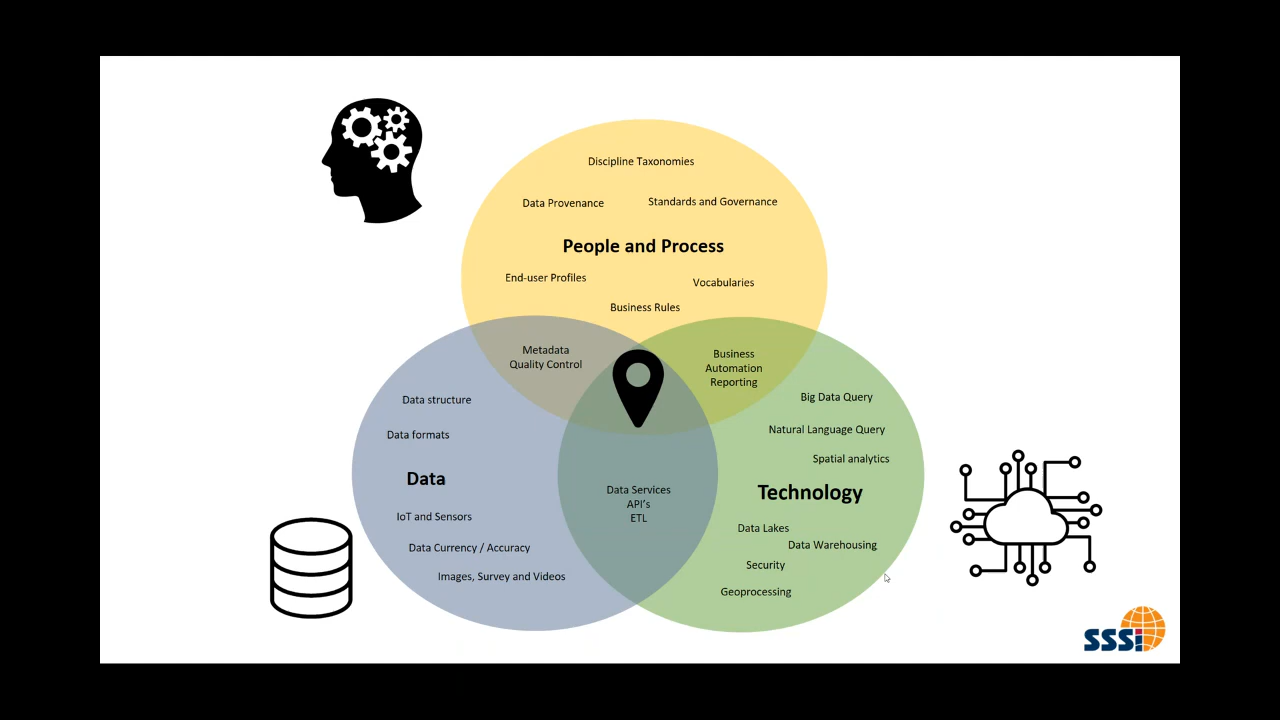 Discipline Taxonomies
Data Provenance
Standards and Governance
People and Process
End-user Profiles
Vocabularies
Business Rules
Metadata
Quality Control
Business
Automation
Reporting
Data structure
Data formats
Data
IoT and Sensors
Data Currency / Accuracy
Images, Survey and Videos
Data Services
API's
ETL
Big Data Query
Natural Language Query
Spatial analytics
Technology
Data Lakes
Data Warehousing
Security
Geoprocessing
SSSi